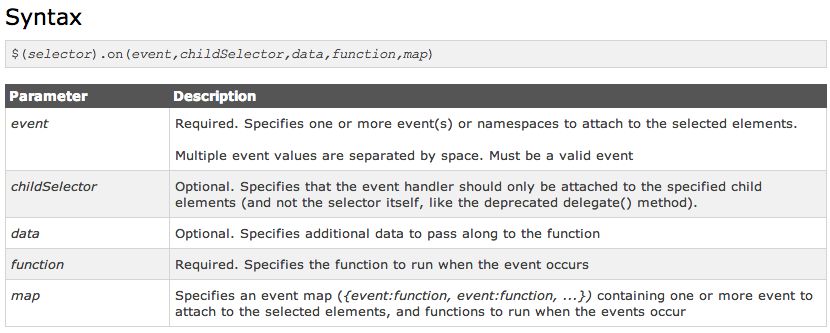 Syntax
$(selector).on(event,childSelector,data,function,map)
Parameter Description
event Required. Specifies one or more event(s) or namespaces to attach to the selected elements.
Multiple event values are separated by space. Must be a valid event
childSelector Optional. Specifies that the event handler should only be attached to the specified child
elements (and not the selector itself, like the deprecated delegate() method).
data Optional. Specifies additional data to pass along to the function
function Required. Specifies the function to run when the event occurs
map Specifies an event map ({event:function, event:function, ...}) containing one or more event to
attach to the selected elements, and functions to run when the events occur